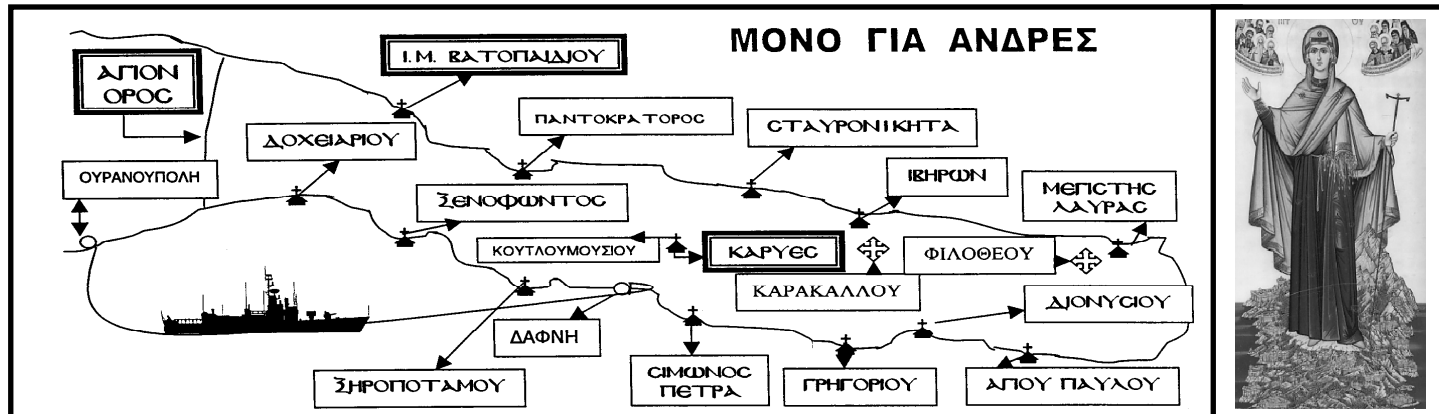 ΜΟΝΟ ΓΙΑ ΑΝΔΡΕΣ
Ι.Μ. ΒΑΤΟΠΑΙΔΙΟΥ
ΑΓΙΟΝ
ΟΡΟΣ
ΠΑΝΤΟΚΡΑΤΟΡΟΣ
ΣΤΑΥΡΟΝΙΚΗΤΑ
ΔΟΧΕΙΑΡΙΟΥ
ΟΥΡΑΝΟΥΠΟΛΗ
ΙΒΗΡΩΝ
ΜΕΓΙΣΤΗΣ
ΛΑΥΡΑΣ
ΞΕΝΟΦΩΝΤΟΣ
ΚΟΥΤΛΟΥΜΟΥΣΙΟΥ
ΚΑΡΥΕΣ
ΦΙΛΟΘΕΟΥ
ΚΑΡΑΚΑΛΛΟΥ
ΔΙΟΝΥΣΙΟΥ
ΔΑΦΝΗ
ΞΗΡΟΠΟΤΑΜΟΥ
ΣΙΜΩΝΟΣ
ΠΕΤΡΑ
ΓΡΗΓΟΡΙΟΥ
ΑΓΙΟΥ ΠΑΥΛΟΥ